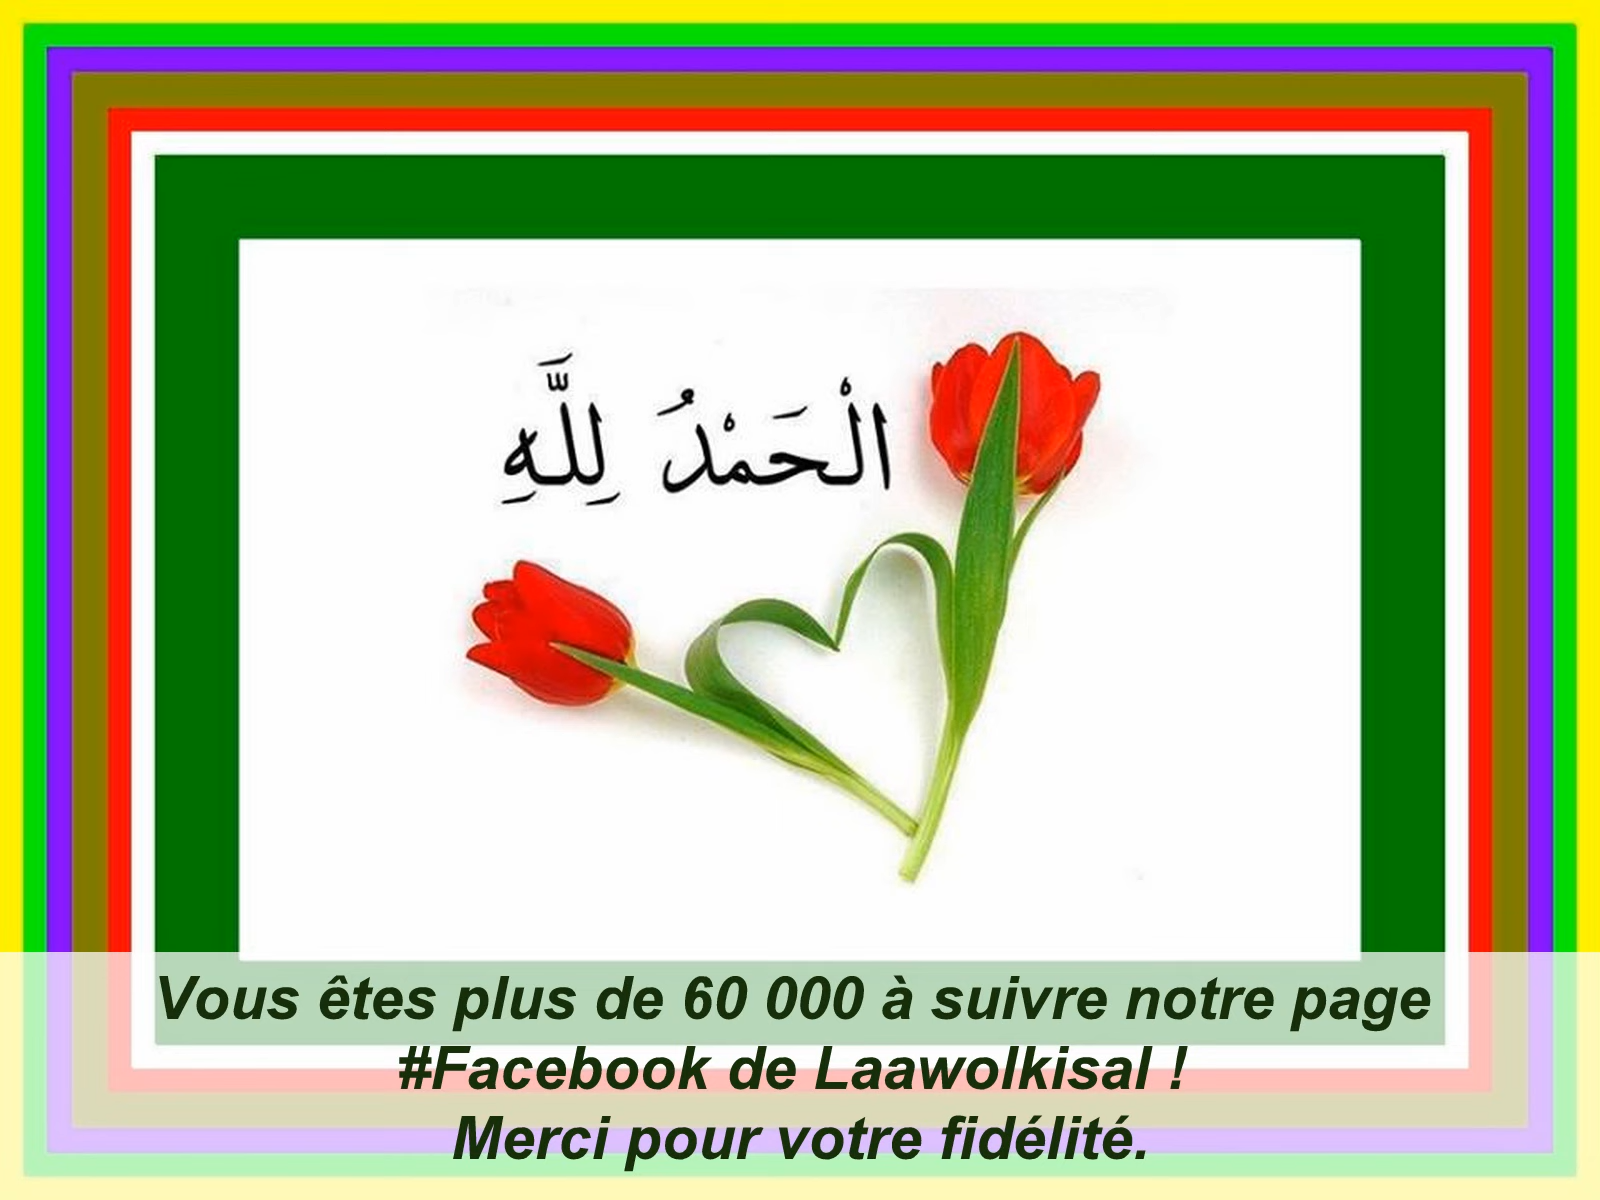 الْحَمْدُ لِلَّهِ
Vous êtes plus de 60 000 à suivre notre page
#Facebook de Laawolkisal !
Merci pour votre fidélité.